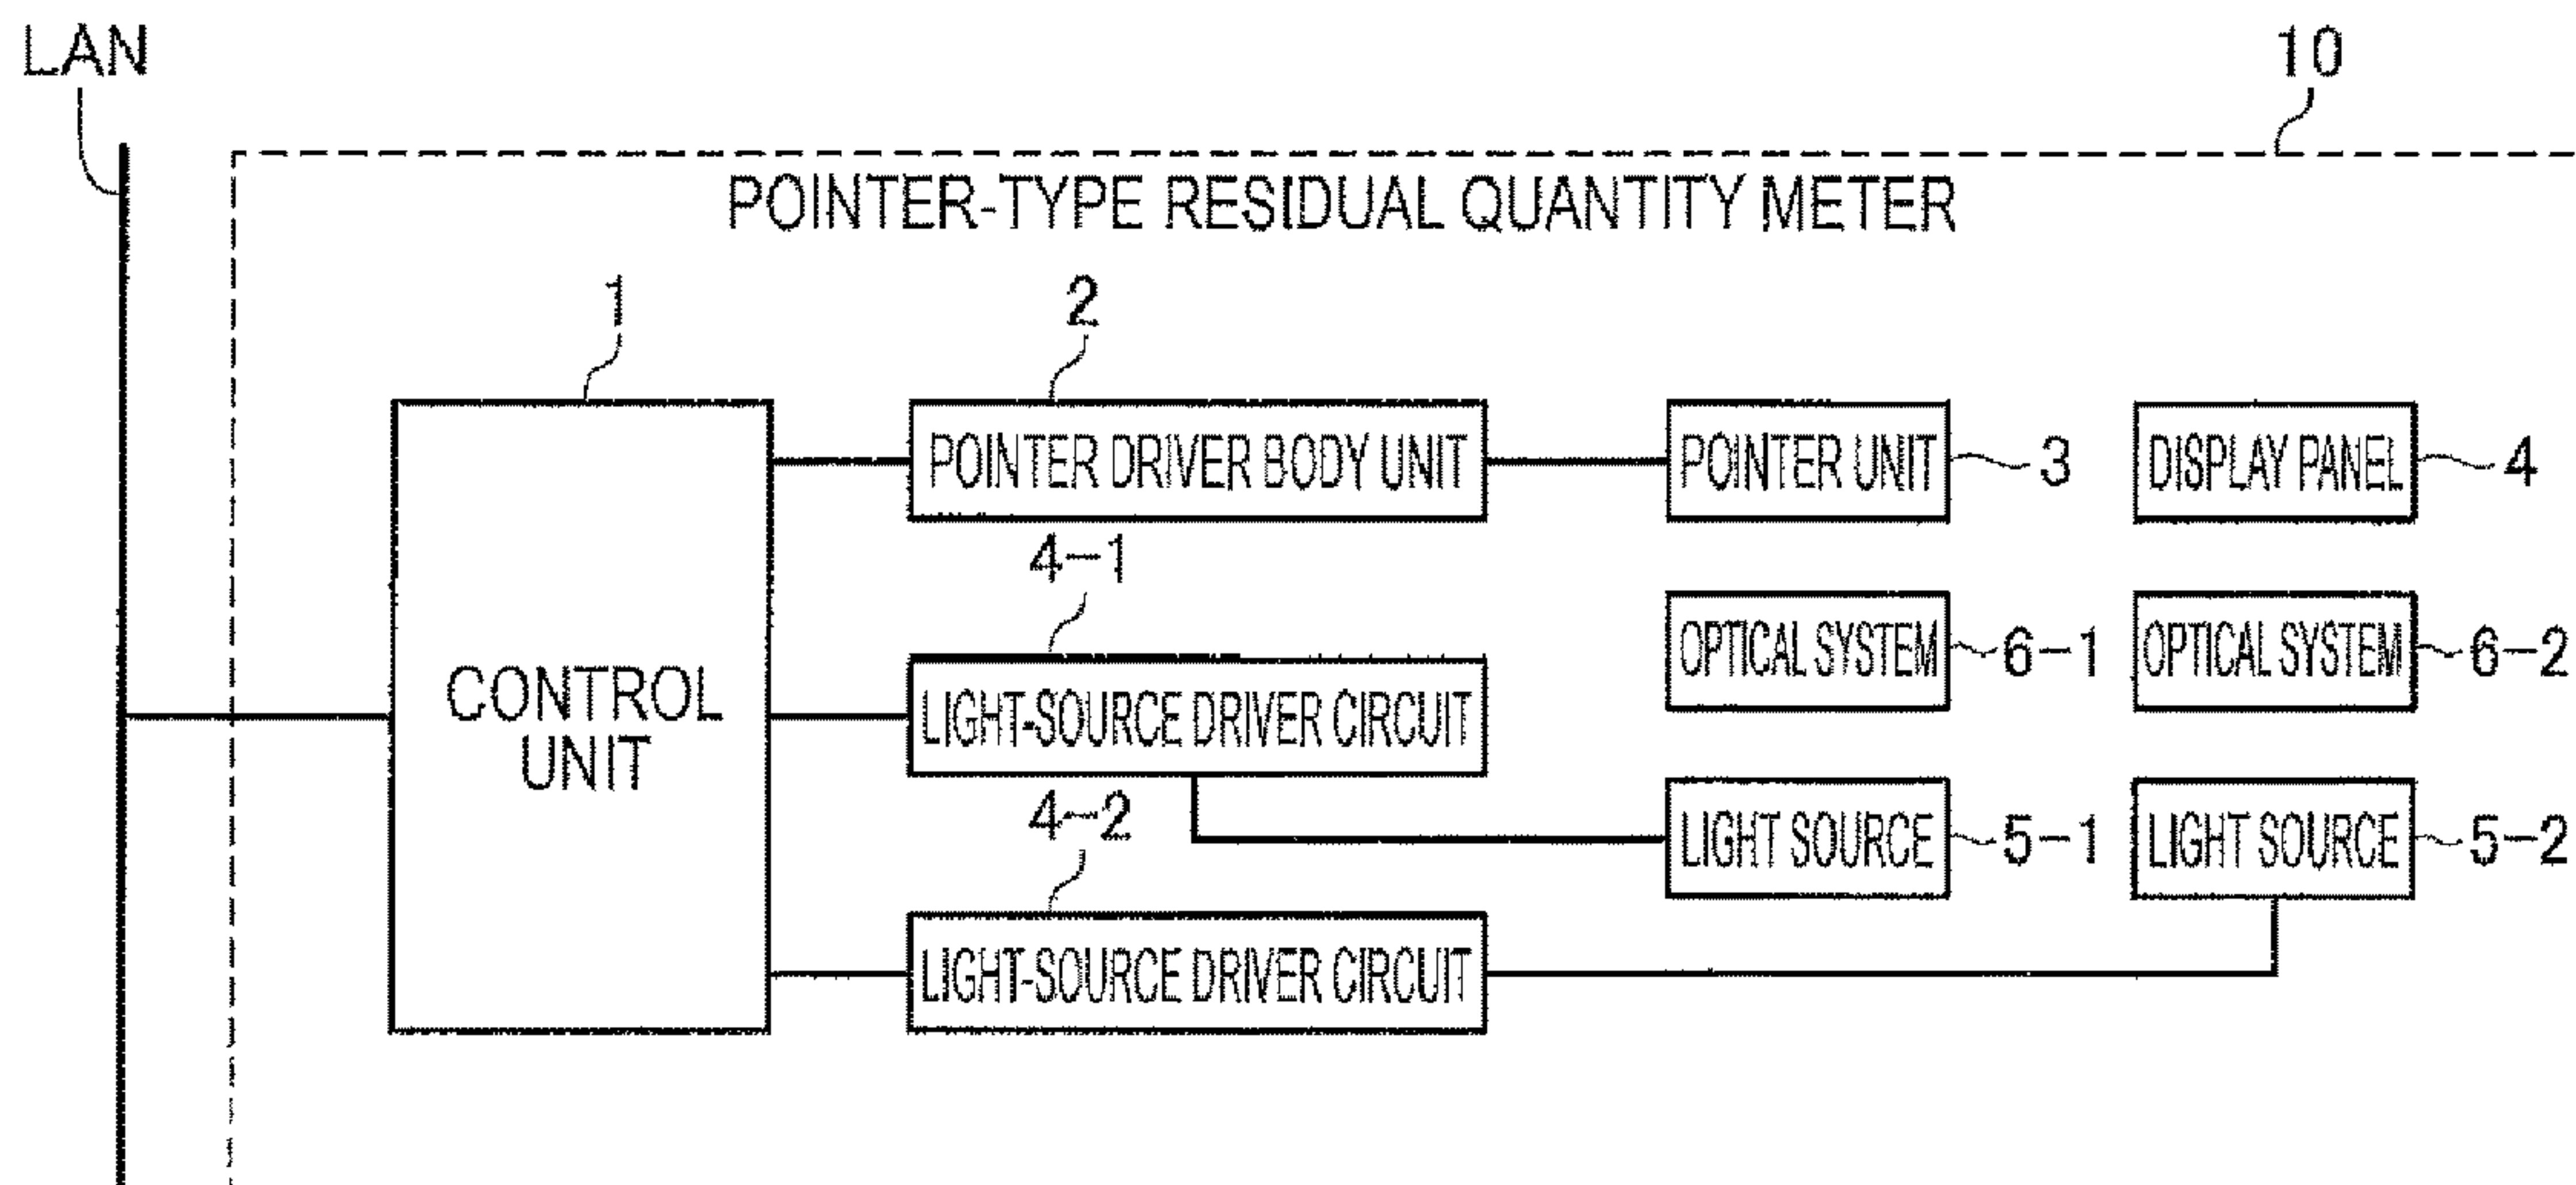 LAN
10
POINTER-TYPE RESIDUAL QUANTITY METER
1
2
POINTER DRIVER BODY UNIT
POINTER UNIT
3
DISPLAY PANEL
4
4-1
OPTICAL SYSTEM
6-1
OPTICAL SYSTEM
6-2
CONTROL
UNIT
LIGHT-SOURCE DRIVER CIRCUIT
4-2
LIGHT SOURCE
5-1
LIGHT SOURCE
5-2
LIGHT-SOURCE DRIVER CIRCUIT